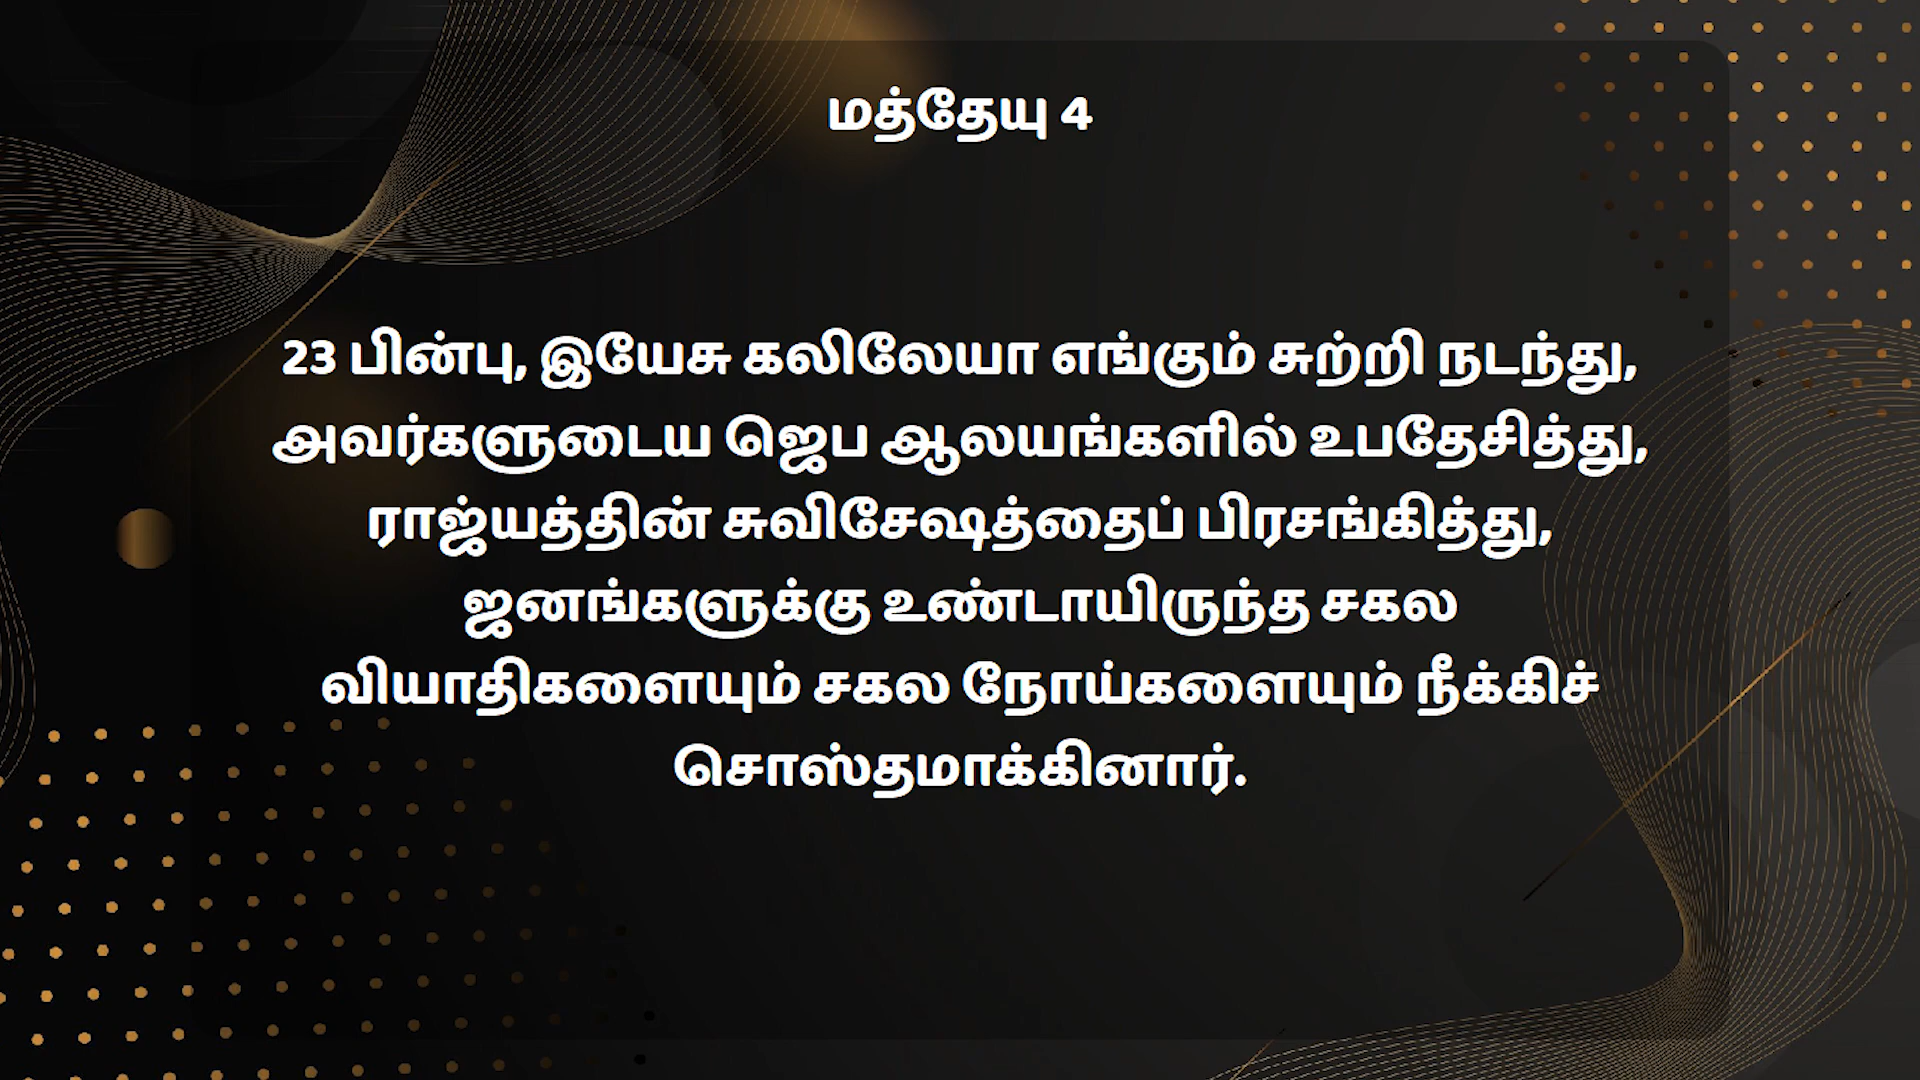 மத்தேயு 4
23 பின்பு, இயேசு கலிலேயா எங்கும் சுற்றி நடந்து,
அவர்களுடைய ஜெப ஆலயங்களில் உபதேசித்து,
ராஜ்யத்தின் சுவிசேஷத்தைப் பிரசங்கித்து,
ஜனங்களுக்கு உண்டாயிருந்த சகல
வியாதிகளையும் சகல நோய்களையும் நீக்கிச்
சொஸ்தமாக்கினார்.